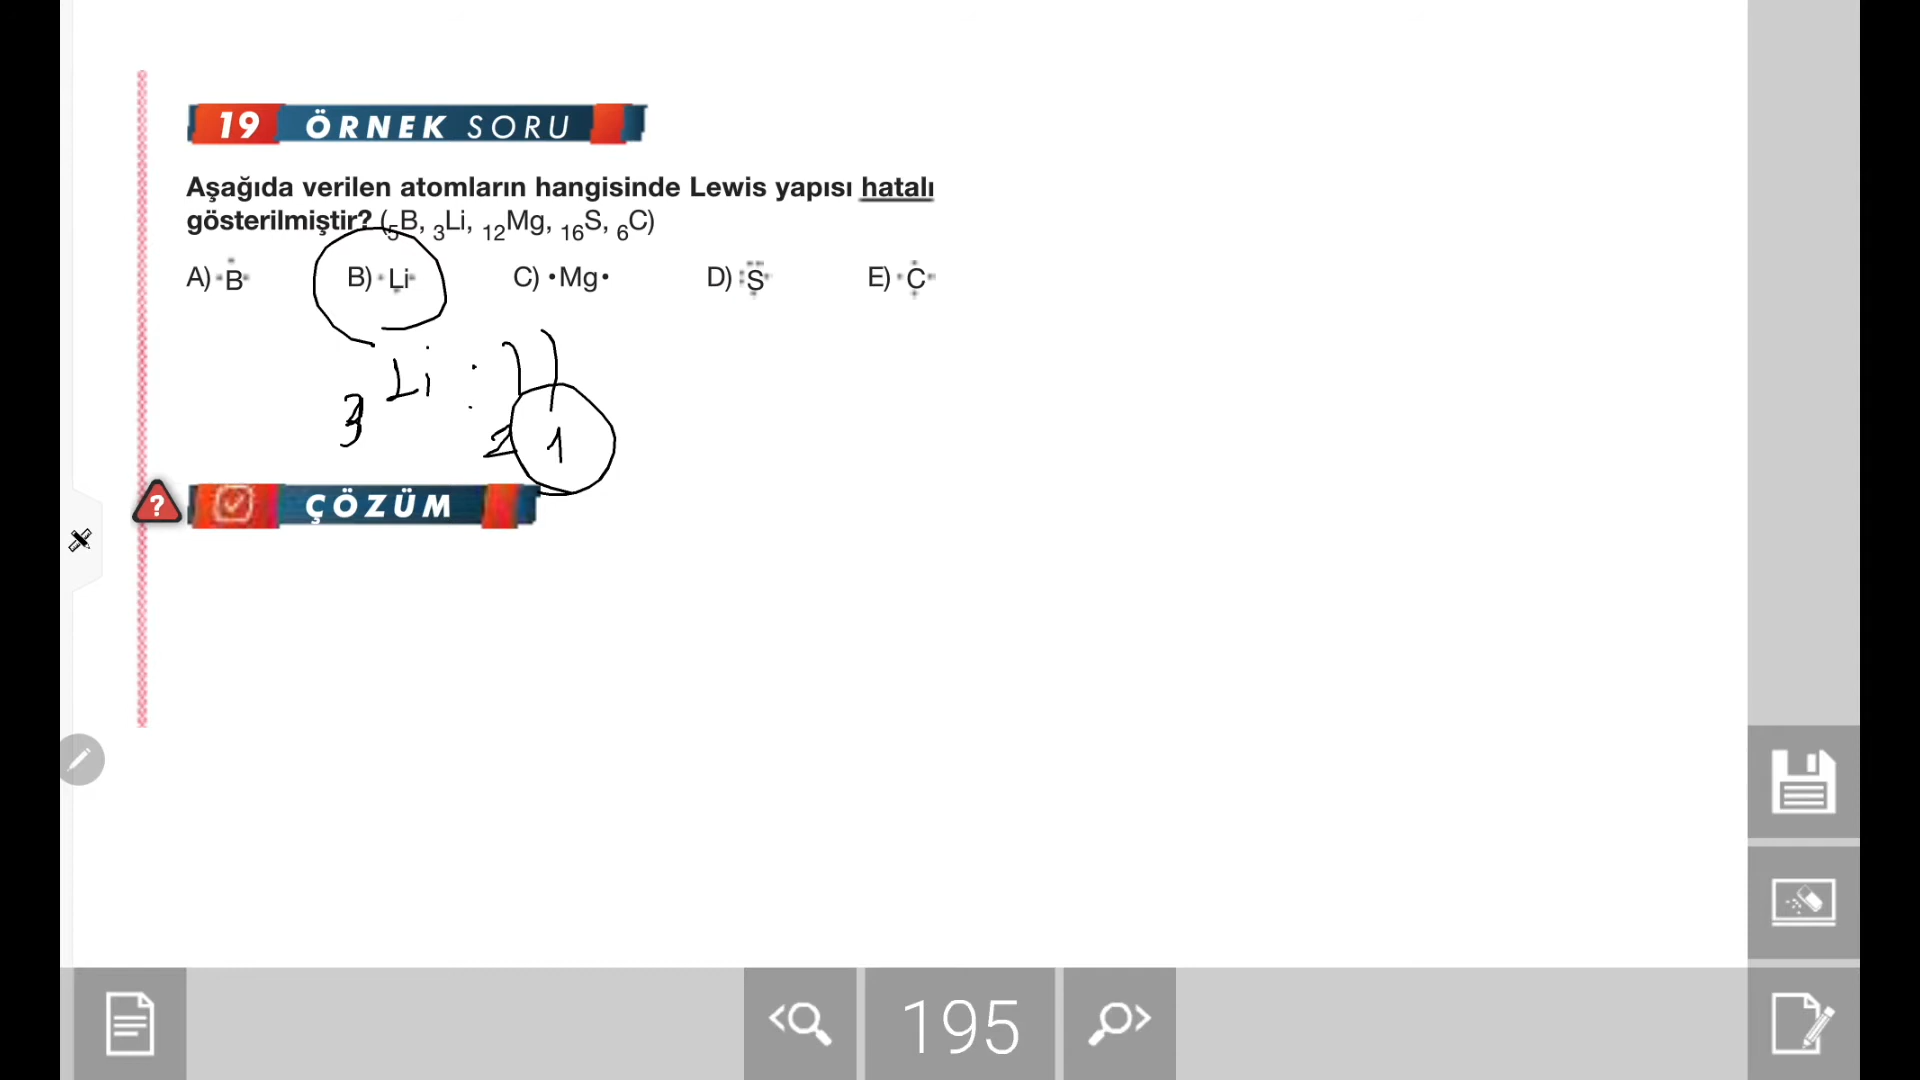 19 ÖRNEK SORU
Aşağıda verilen atomların hangisinde Lewis yapısı hatalı
gösterilmiştir? (₅B, ₃Li, ₁₂Mg, ₁₆S, ₆C)
A) B B) Li C) •Mg• D) S E) C
₃Li : ))
2 1
? ÇÖZÜM
195